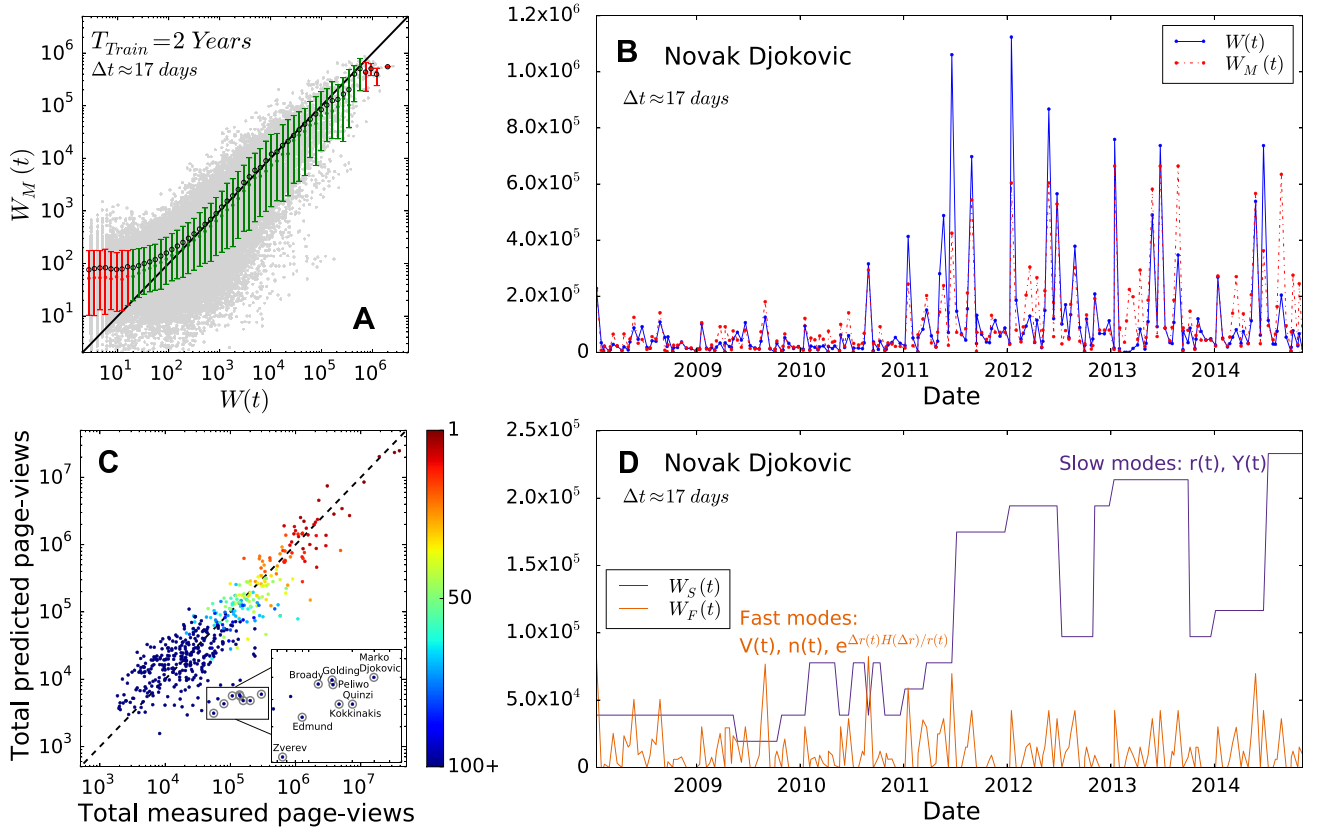 T_Train = 2 Years
Δt ≈ 17 days
10^6
10^5
10^4
10^3
10^2
10^1
W_M (t)
A
10^1 10^2 10^3 10^4 10^5 10^6
W(t)
B Novak Djokovic
Δt ≈ 17 days
W(t)
W_M (t)
1.2x10^6
1.0x10^6
8.0x10^5
6.0x10^5
4.0x10^5
2.0x10^5
0
2009 2010 2011 2012 2013 2014
Date
C
Total predicted page-views
10^7
10^6
10^5
10^4
10^3
10^3 10^4 10^5 10^6 10^7
Total measured page-views
1
50
100+
Marko
Djokovic
Golding
Broady
Peliwo
Quinzi
Kokkinakis
Edmund
Zverev
D Novak Djokovic
Δt ≈ 17 days
Slow modes: r(t), Y(t)
W_S (t)
W_F (t)
Fast modes:
V(t), n(t), e^{Δr(t)H(Δr)/r(t)}
2.5x10^5
2.0x10^5
1.5x10^5
1.0x10^5
5.0x10^4
0
2009 2010 2011 2012 2013 2014
Date